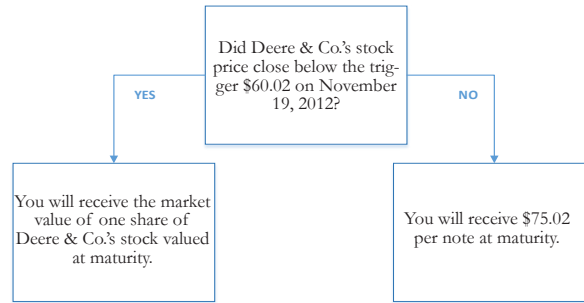 Did Deere & Co.'s stock
price close below the trig-
ger $60.02 on November
19, 2012?
YES
NO
You will receive the market
value of one share of
Deere & Co.'s stock valued
at maturity.
You will receive $75.02
per note at maturity.